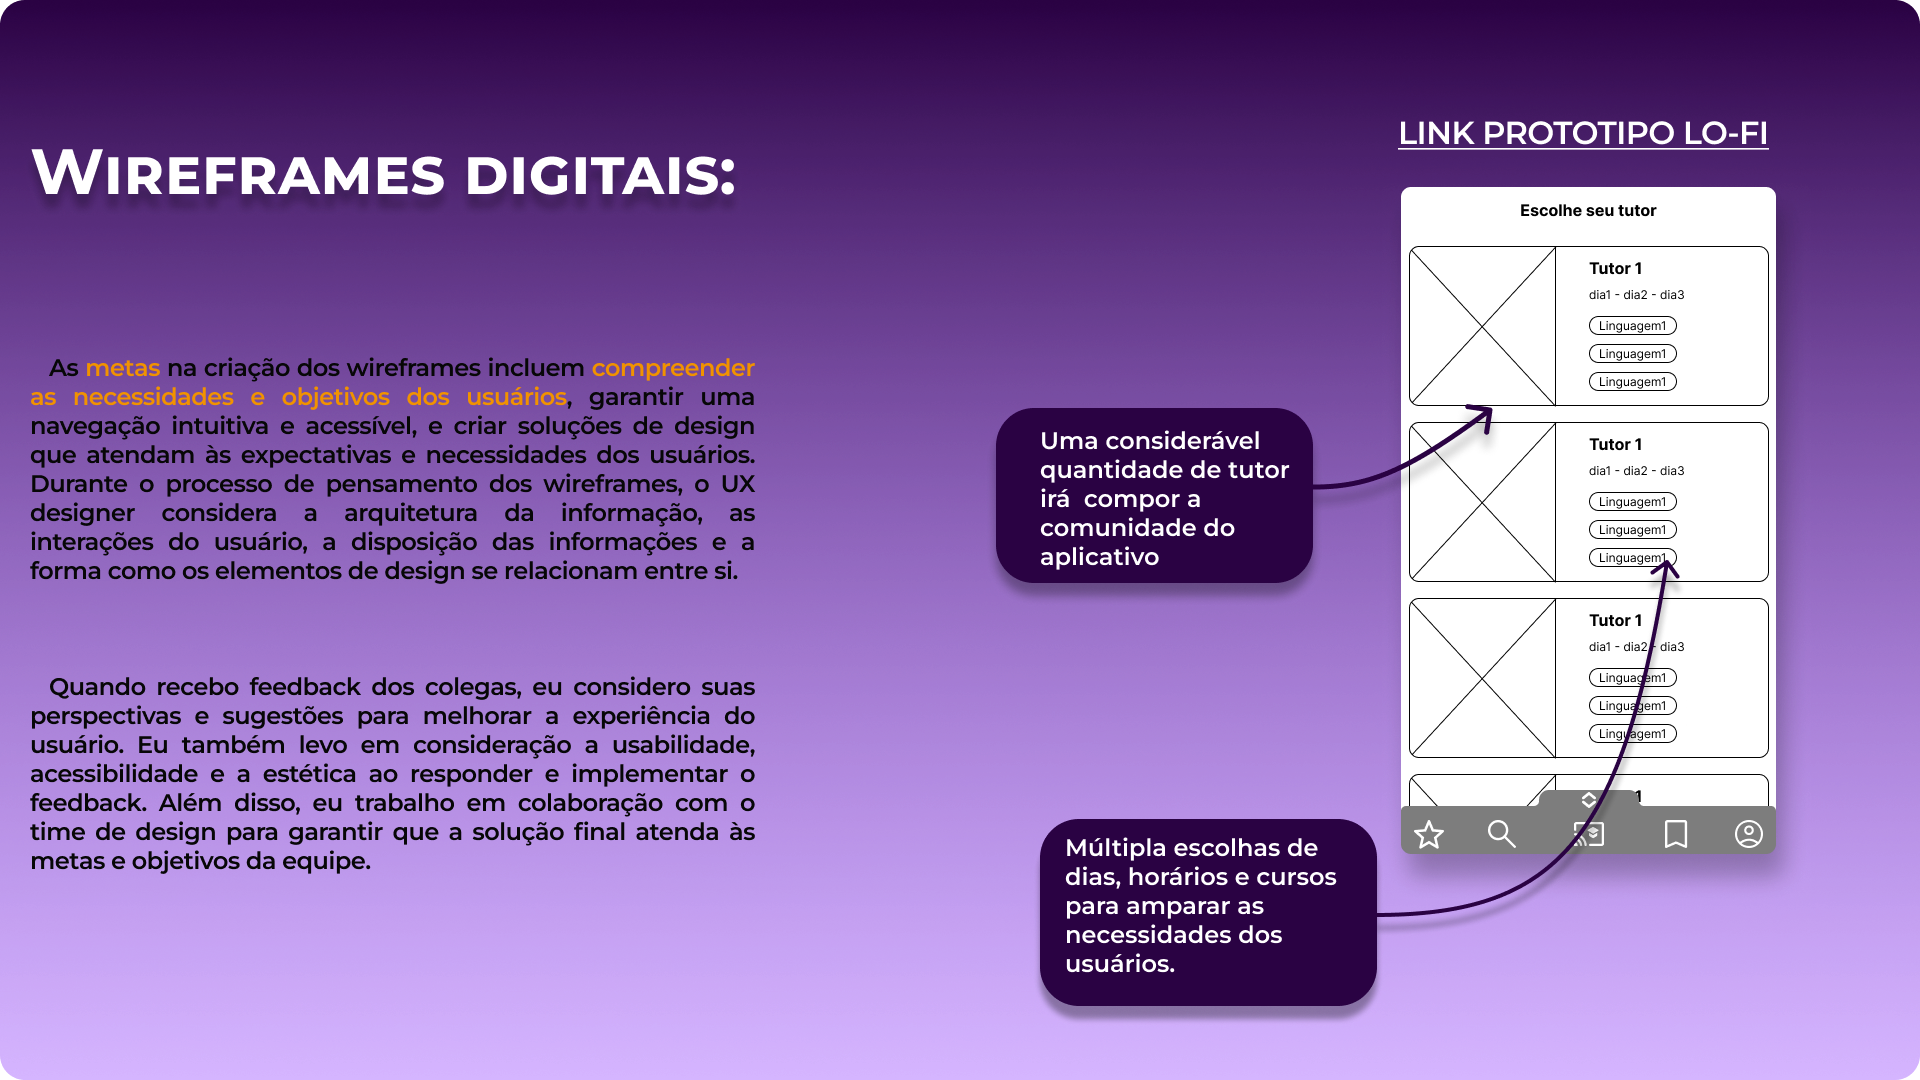 WIREFRAMES DIGITAIS:
As metas na criação dos wireframes incluem compreender
as necessidades e objetivos dos usuários, garantir uma
navegação intuitiva e acessível, e criar soluções de design
que atendam às expectativas e necessidades dos usuários.
Durante o processo de pensamento dos wireframes, o UX
designer considera a arquitetura da informação, as
interações do usuário, a disposição das informações e a
forma como os elementos de design se relacionam entre si.
Quando recebo feedback dos colegas, eu considero suas
perspectivas e sugestões para melhorar a experiência do
usuário. Eu também levo em consideração a usabilidade,
acessibilidade e a estética ao responder e implementar o
feedback. Além disso, eu trabalho em colaboração com o
time de design para garantir que a solução final atenda às
metas e objetivos da equipe.
Uma considerável
quantidade de tutor
irá compor a
comunidade do
aplicativo
Múltipla escolhas de
dias, horários e cursos
para amparar as
necessidades dos
usuários.
LINK PROTOTIPO LO-FI
Escolhe seu tutor
Tutor 1
dia1 - dia2 - dia3
Linguagem1
Linguagem1
Linguagem1
Tutor 1
dia1 - dia2 - dia3
Linguagem1
Linguagem1
Linguagem1
Tutor 1
dia1 - dia2 - dia3
Linguagem1
Linguagem1
Linguagem1
1